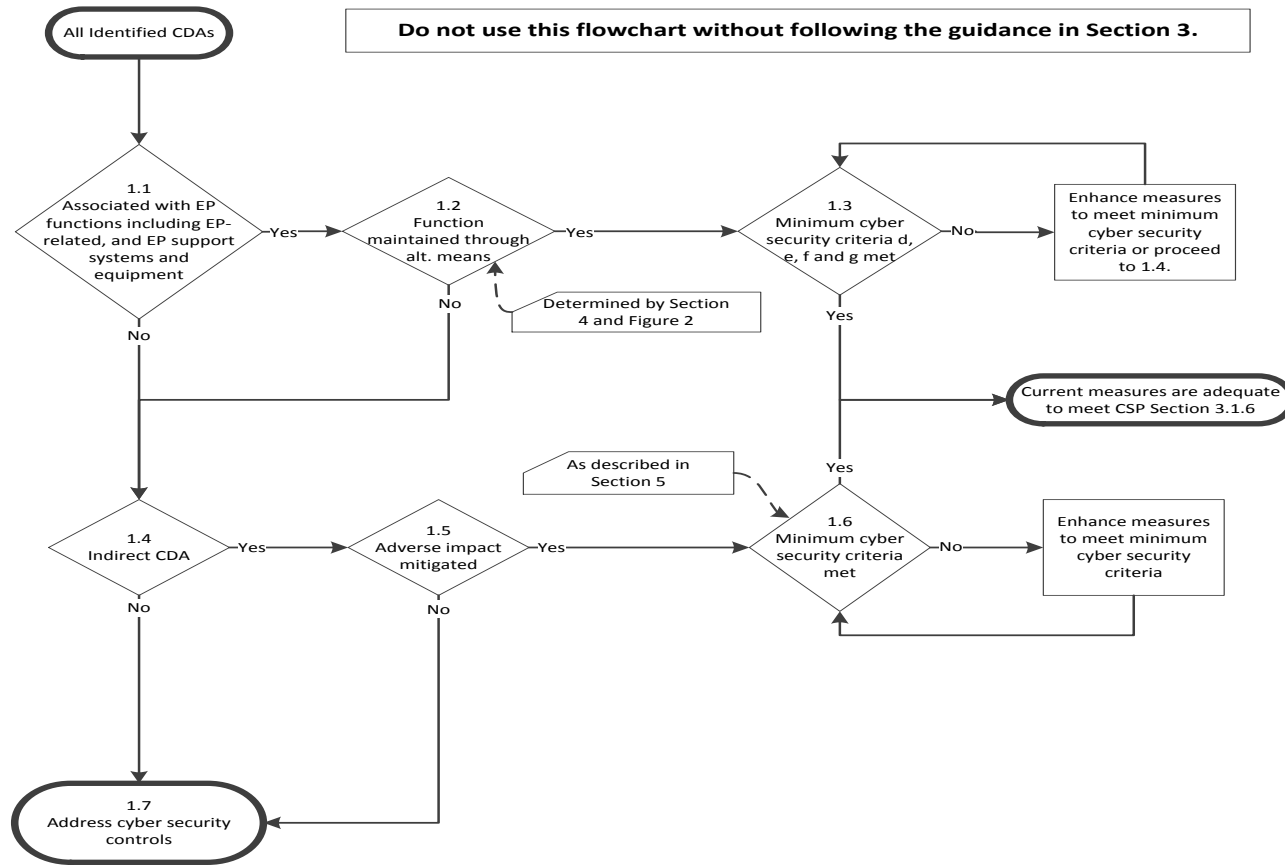 All Identified CDAs
Do not use this flowchart without following the guidance in Section 3.
1.1
Associated with EP
functions including EP-
related, and EP support
systems and
equipment
Yes
No
1.2
Function
maintained through
alt. means
Yes
No
Determined by Section
4 and Figure 2
1.3
Minimum cyber
security criteria d,
e, f and g met
No
Yes
Enhance measures
to meet minimum
cyber security
criteria or proceed
to 1.4.
Current measures are adequate
to meet CSP Section 3.1.6
As described in
Section 5
Yes
1.4
Indirect CDA
Yes
No
1.5
Adverse impact
mitigated
Yes
No
1.6
Minimum cyber
security criteria
met
No
Enhance measures
to meet minimum
cyber security
criteria
1.7
Address cyber security
controls